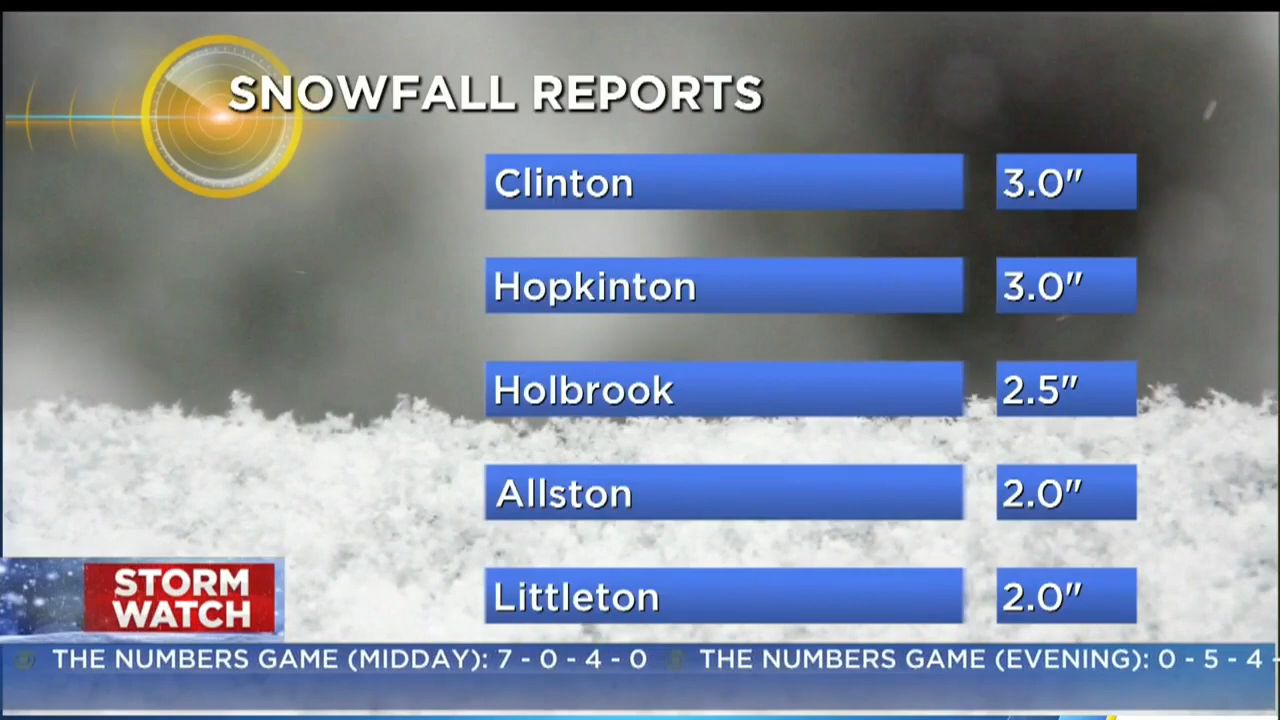 SNOWFALL REPORTS
Clinton 3.0"
Hopkinton 3.0"
Holbrook 2.5"
Allston 2.0"
Littleton 2.0"
STORM
WATCH
THE NUMBERS GAME (MIDDAY): 7 - 0 - 4 - 0 THE NUMBERS GAME (EVENING): 0 - 5 - 4 -